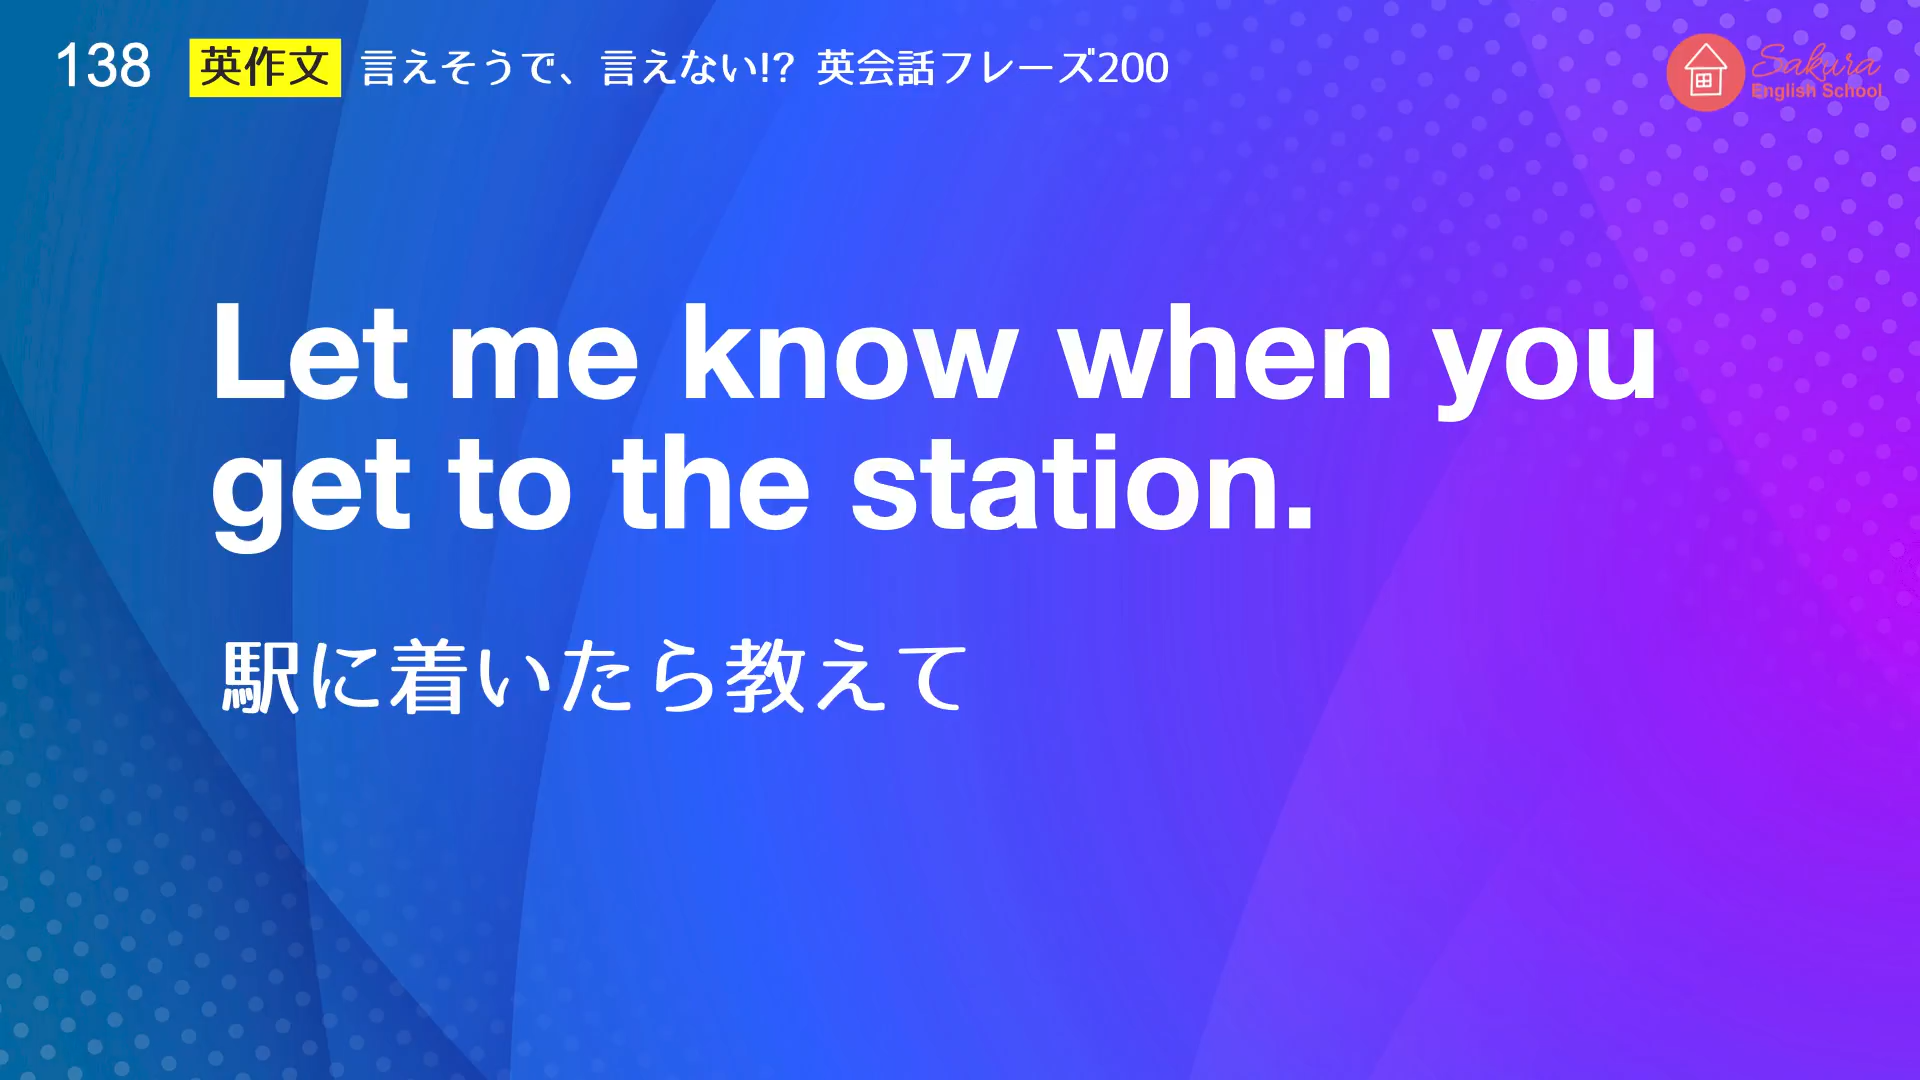 138 英作文 言えそうで、言えない!? 英会話フレーズ200
Sakura
English School
Let me know when you
get to the station.
駅に着いたら教えて